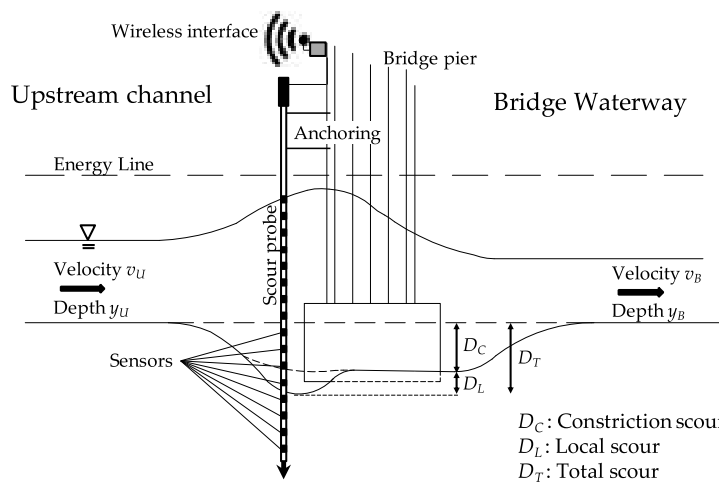 Wireless interface
Bridge pier
Upstream channel
Bridge Waterway
Anchoring
Energy Line
Scour probe
Velocity v_U
Depth y_U
Velocity v_B
Depth y_B
Sensors
D_C
D_T
D_L
D_C: Constriction scour
D_L: Local scour
D_T: Total scour